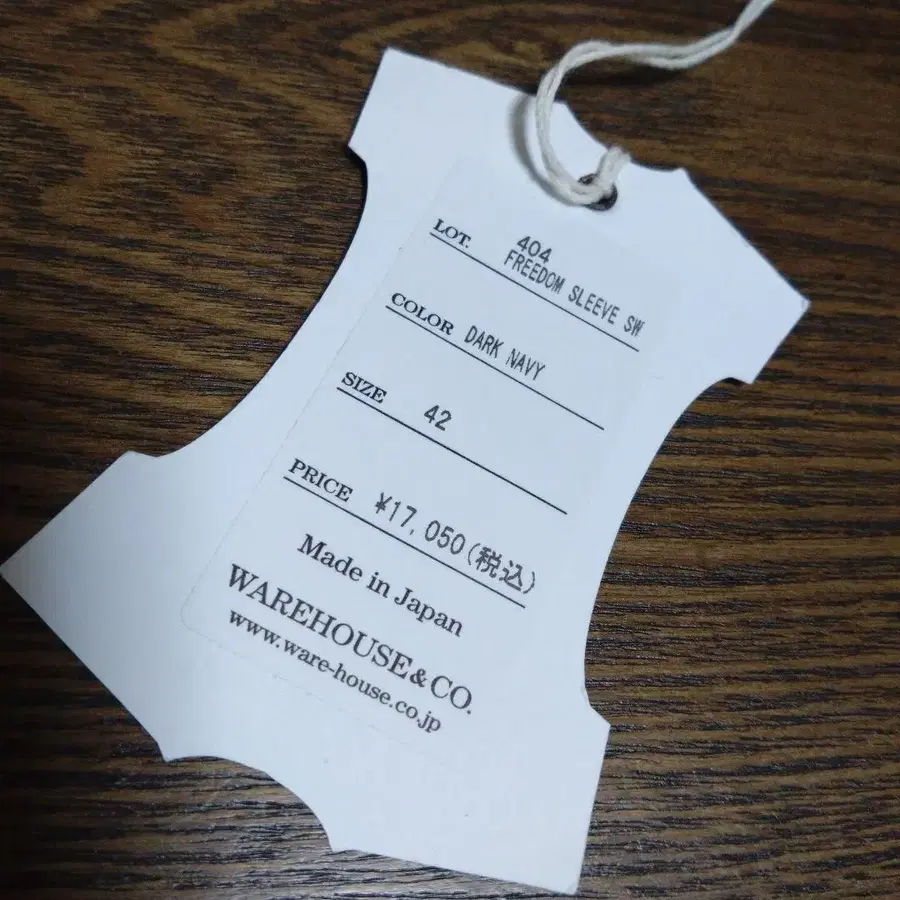 LOT. 404
FREEDOM SLEEVE SW
COLOR DARK NAVY
SIZE 42
PRICE ¥17,050(税込)
Made in Japan
WAREHOUSE & CO.
www.ware-house.co.jp